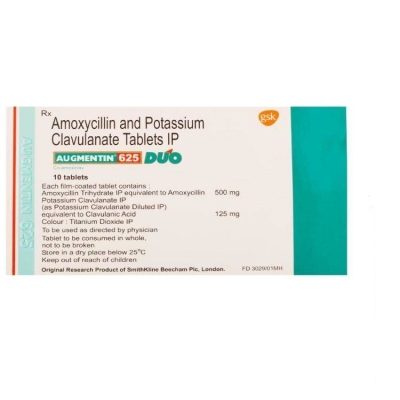 Rx
Amoxycillin and Potassium
Clavulanate Tablets IP
gsk
AUGMENTIN 625 DUO
10 tablets
Each film-coated tablet contains :
Amoxycillin Trihydrate IP equivalent to Amoxycillin 500 mg
Potassium Clavulanate IP
(as Potassium Clavulanate Diluted IP)
equivalent to Clavulanic Acid 125 mg
Colour : Titanium Dioxide IP
To be used as directed by physician
Tablet to be consumed in whole,
not to be broken
Store in a dry place below 25°C
Keep out of reach of children
Original Research Product of SmithKline Beecham Plc, London.
FD 3029/01MH
AUGMENTIN 625